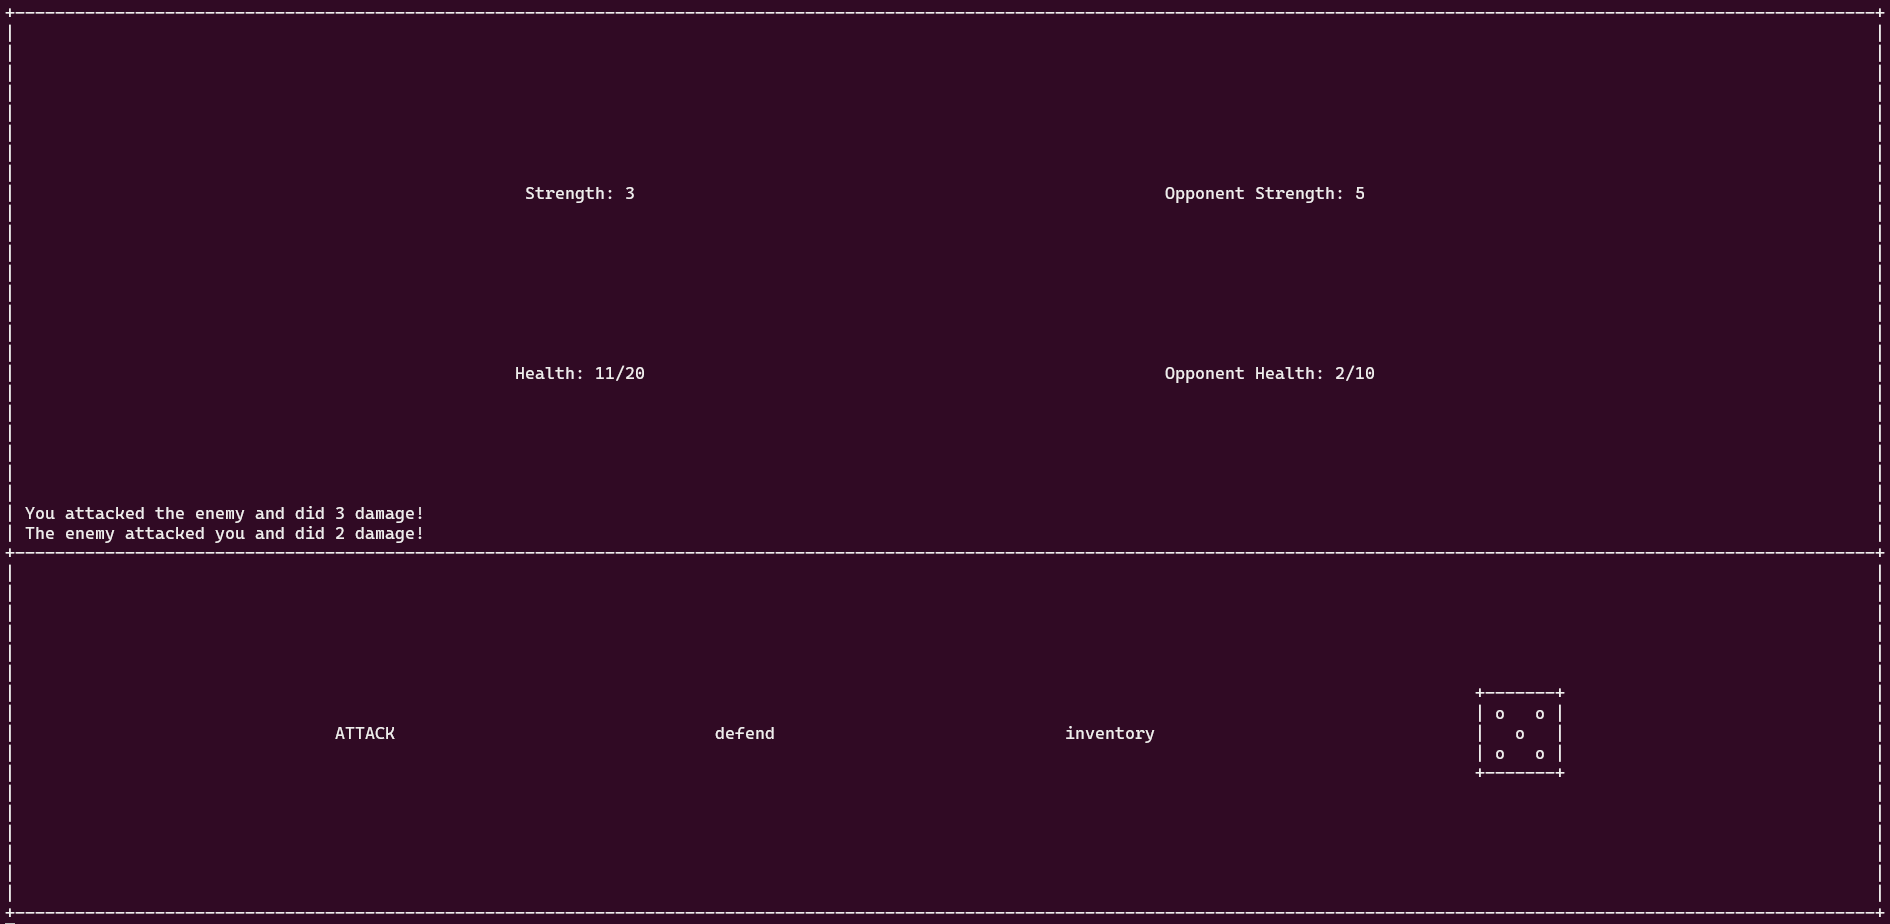 Strength: 3 Opponent Strength: 5
Health: 11/20 Opponent Health: 2/10
You attacked the enemy and did 3 damage!
The enemy attacked you and did 2 damage!
ATTACK defend inventory
o o
o
o o